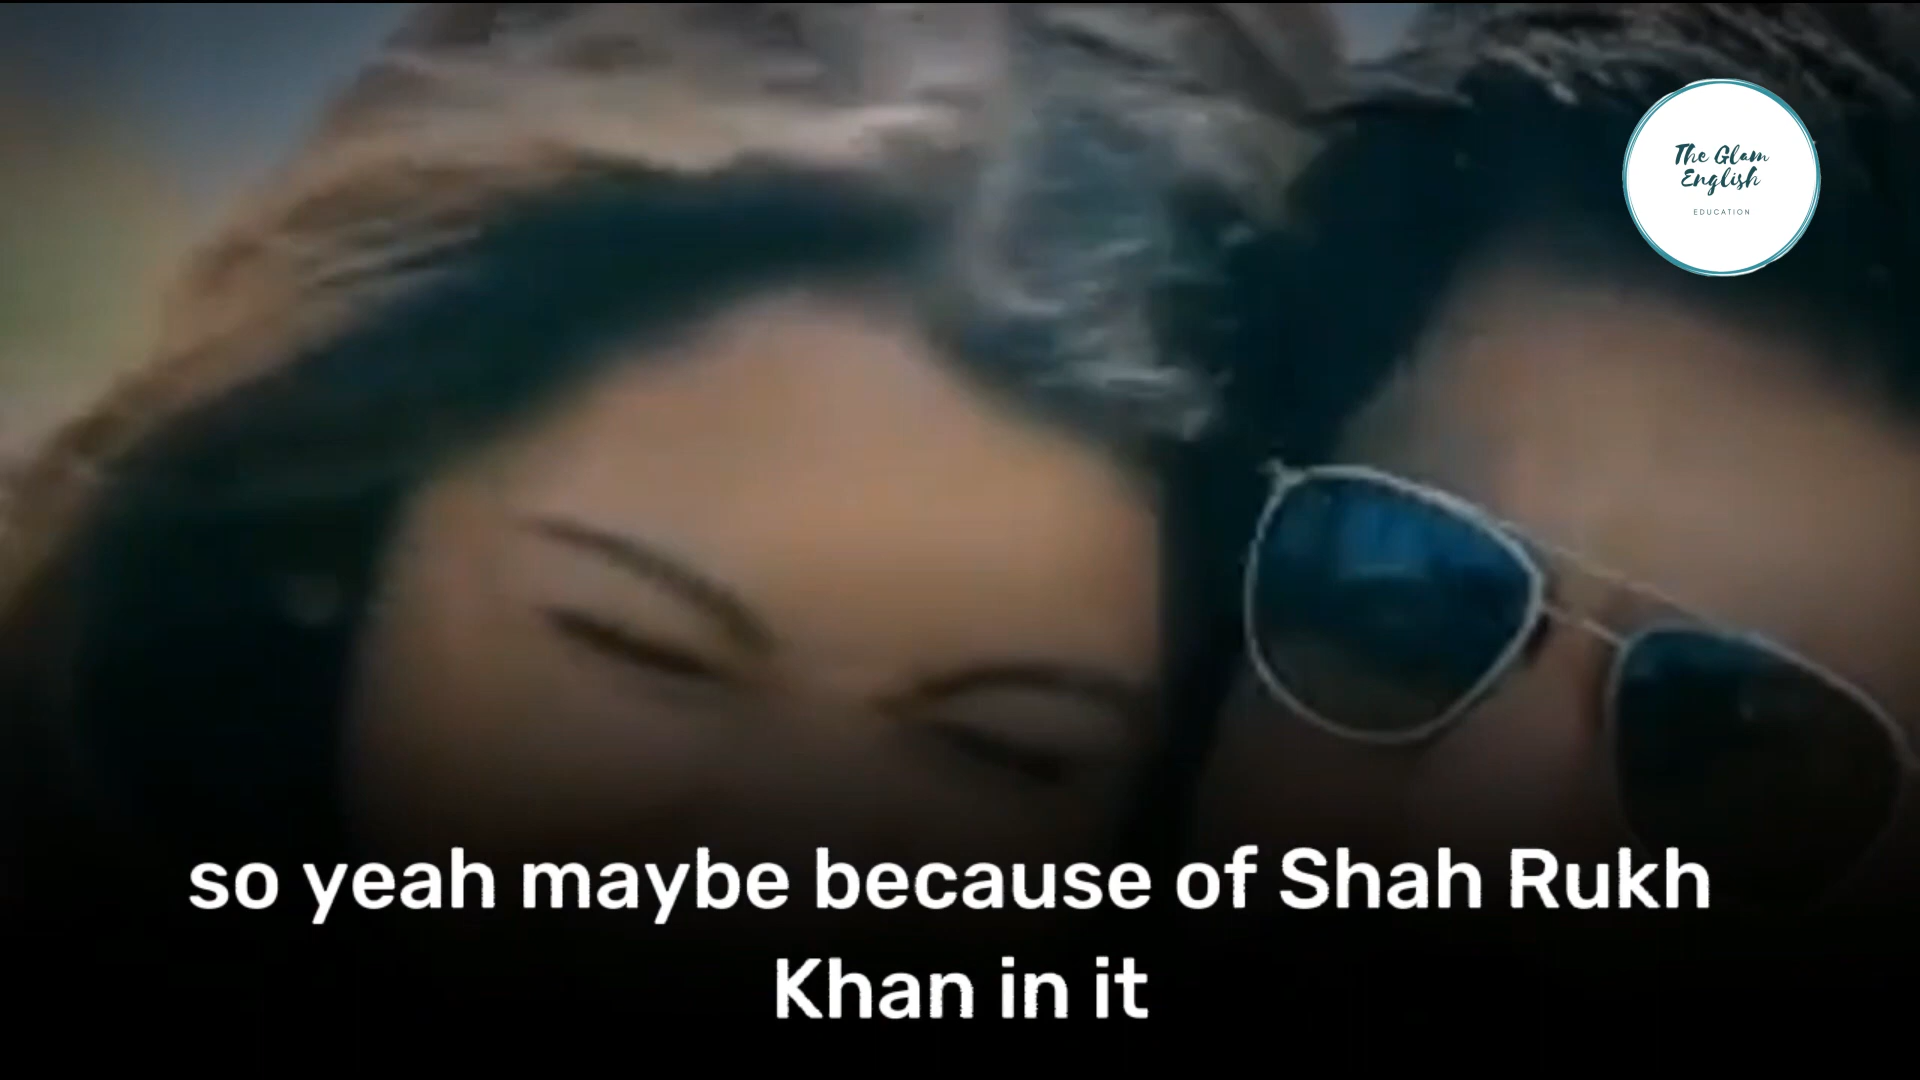 The Glam
English
EDUCATION
so yeah maybe because of Shah Rukh
Khan in it